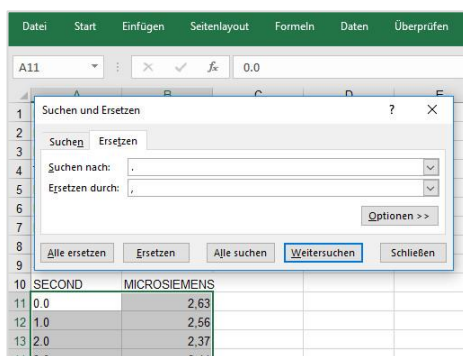 Datei Start Einfügen Seitenlayout Formeln Daten Überprüfen
A11 fx 0.0
A B C D E
1 Suchen und Ersetzen ? ×
2 Suchen Ersetzen
3
4 Suchen nach: .
5 Ersetzen durch: ,
6 Optionen >>
7
8 Alle ersetzen Ersetzen Alle suchen Weitersuchen Schließen
9
10 SECOND MICROSIEMENS
11 0.0 2,63
12 1.0 2,56
13 2.0 2,37